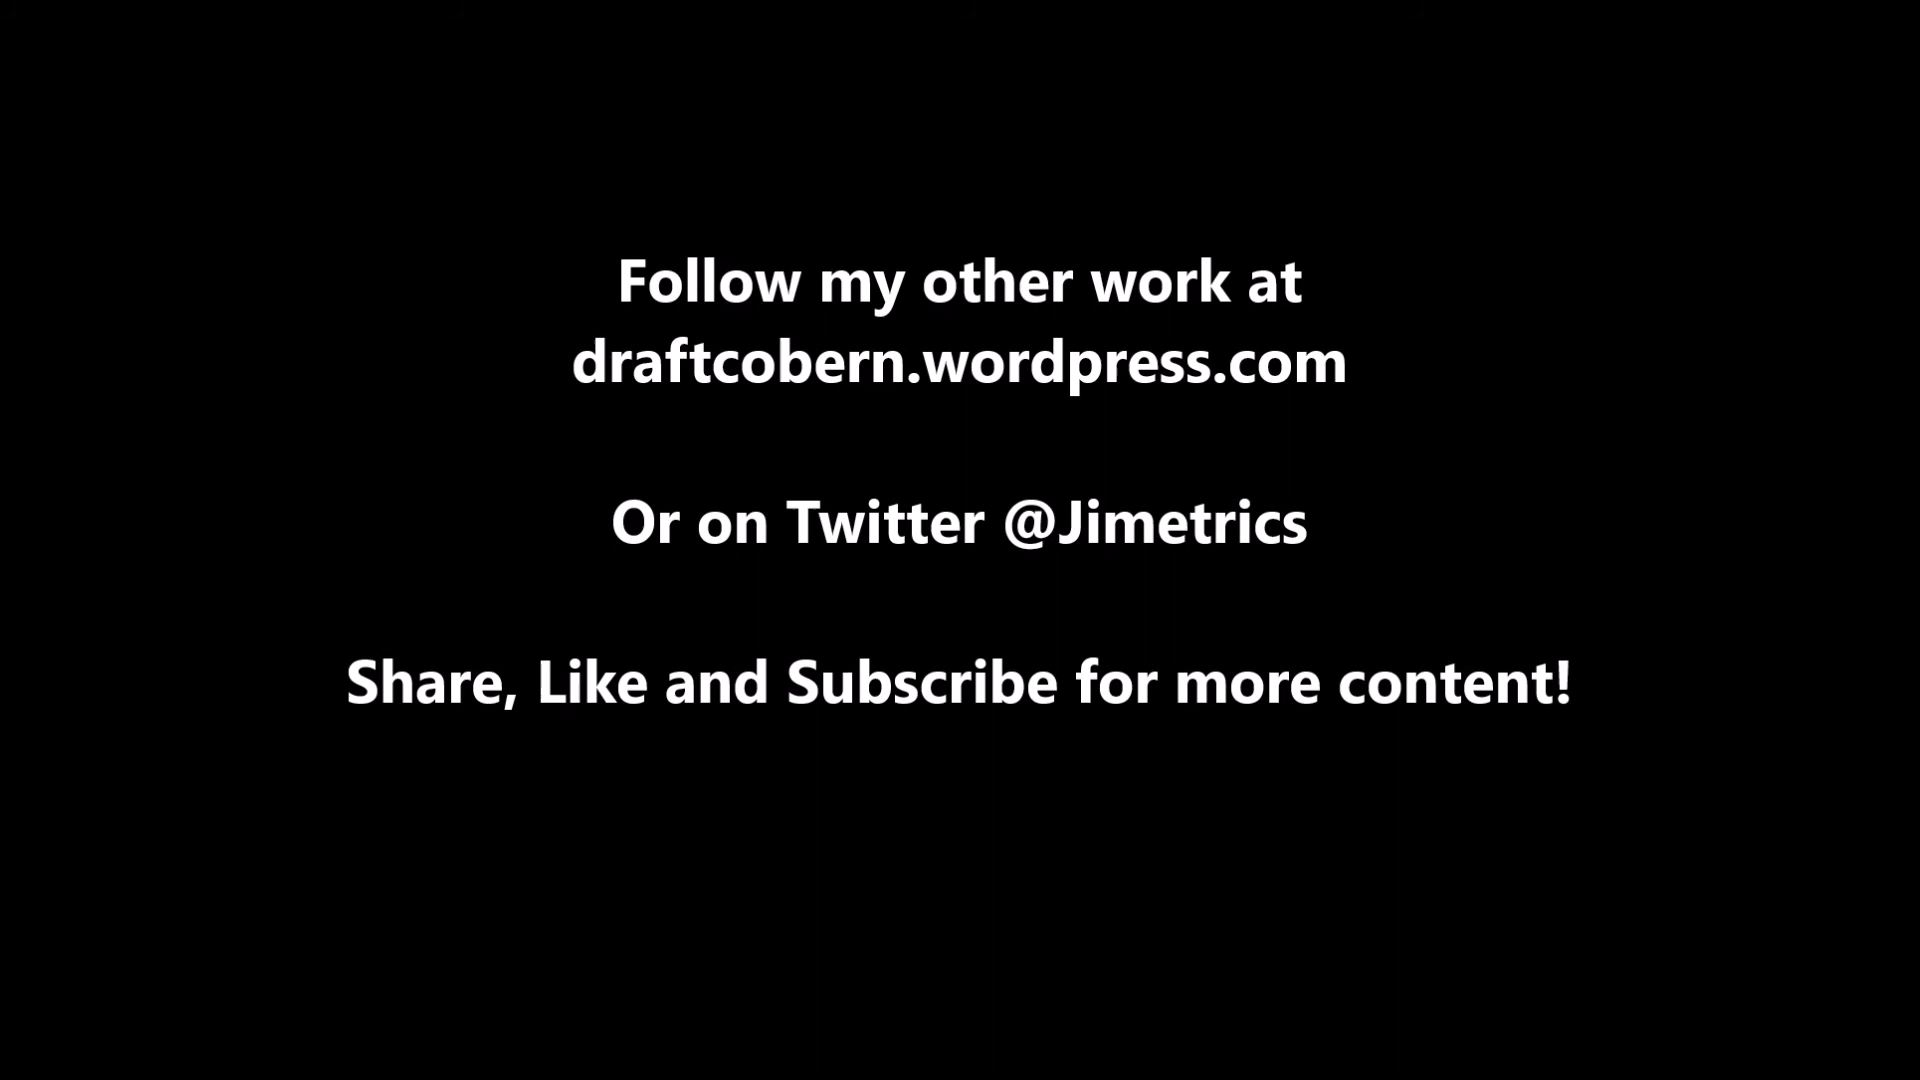 Follow my other work at
draftcobern.wordpress.com
Or on Twitter @Jimetrics
Share, Like and Subscribe for more content!